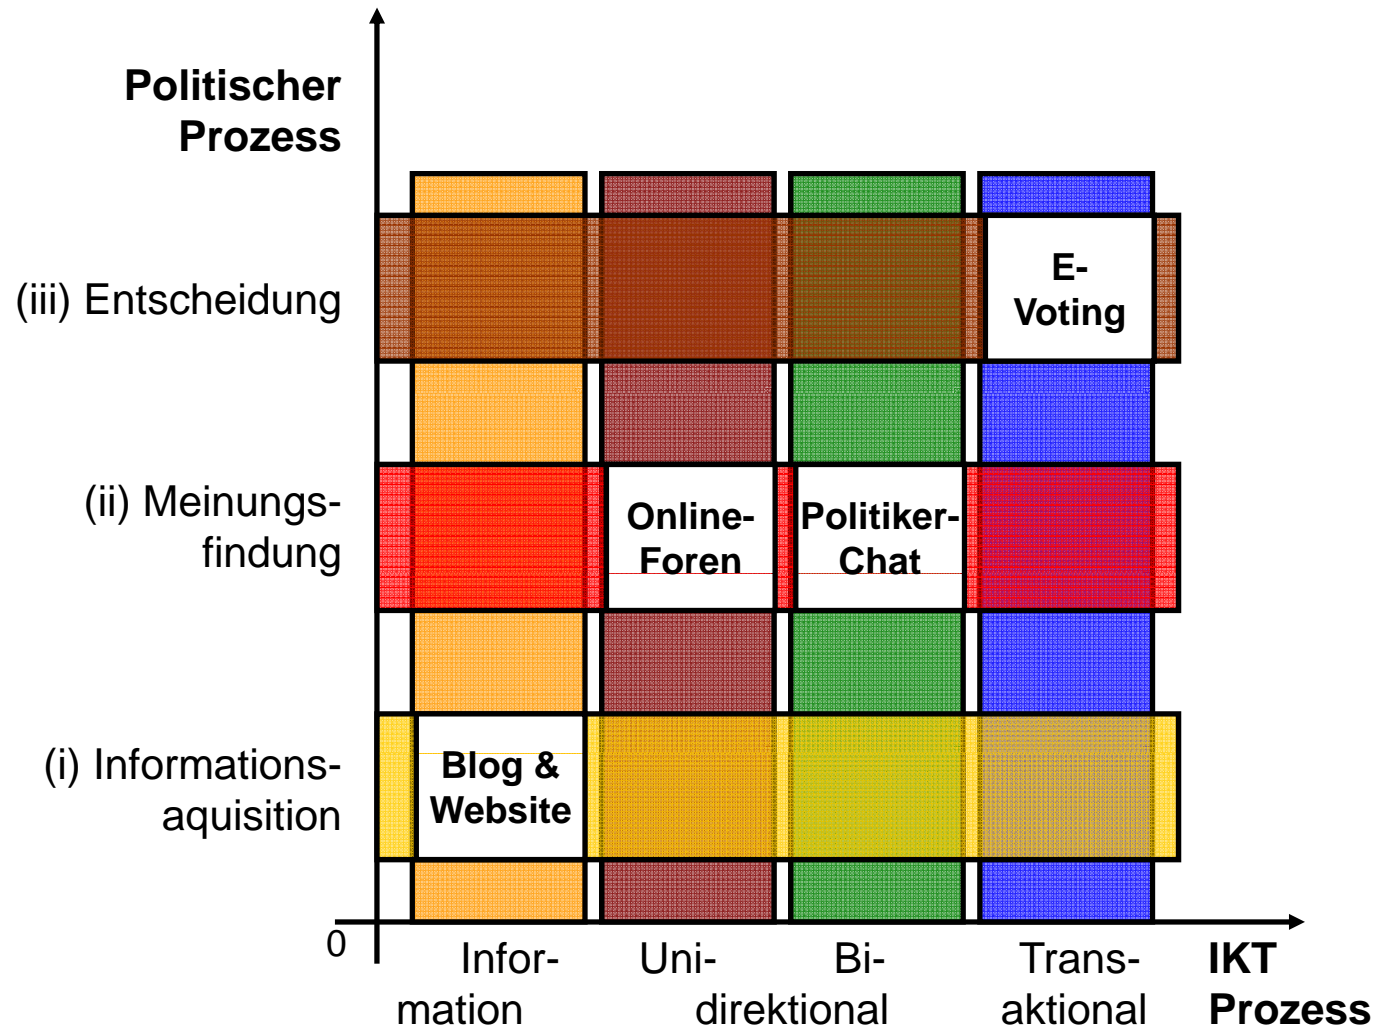 Politischer
Prozess
(iii) Entscheidung
E-
Voting
(ii) Meinungs-
findung
Online-
Foren
Politiker-
Chat
(i) Informations-
aquisition
Blog &
Website
0
Infor-
mation
Uni-
Bi-
direktional
Trans-
aktional
IKT
Prozess